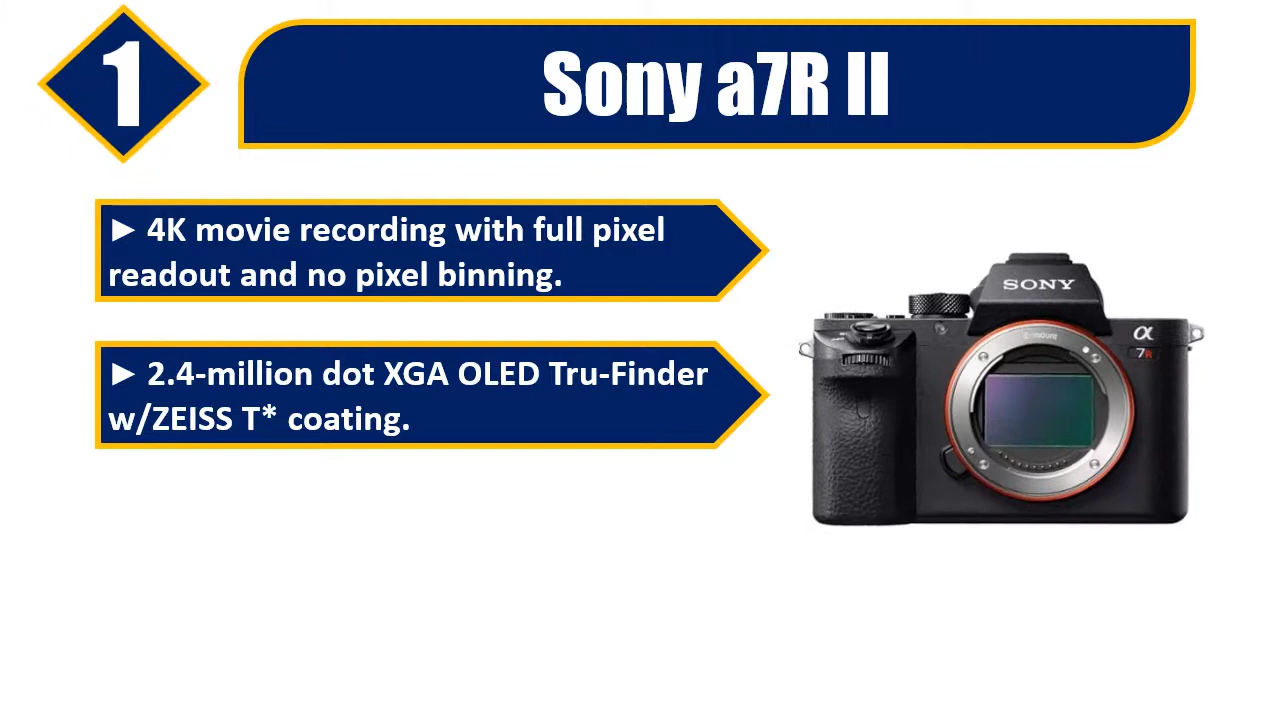 1
Sony a7R II
► 4K movie recording with full pixel
readout and no pixel binning.
► 2.4-million dot XGA OLED Tru-Finder
w/ZEISS T* coating.
SONY
E-mount
α
7R